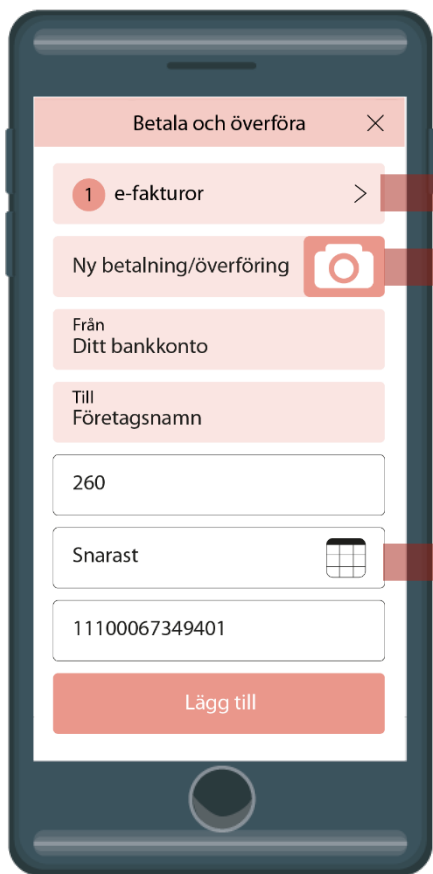 Betala och överföra
1 e-fakturor
Ny betalning/överföring
Från
Ditt bankkonto
Till
Företagsnamn
260
Snarast
11100067349401
Lägg till